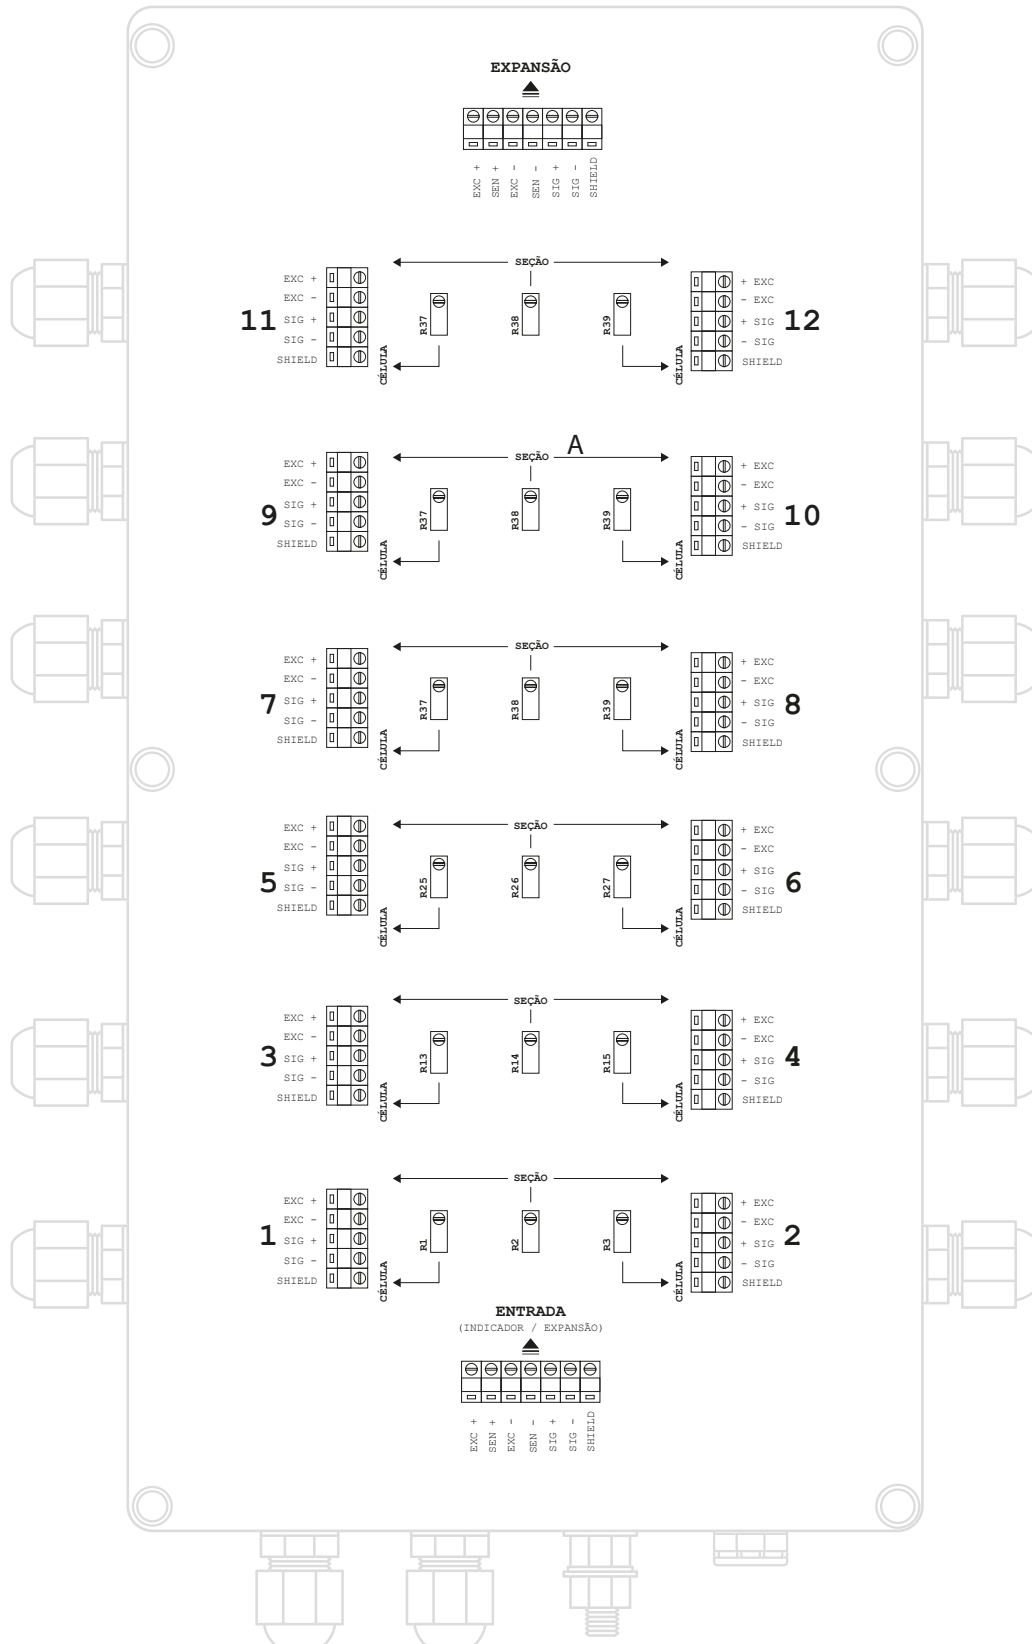 EXPANSÃO
EXC +
SEN +
EXC -
SEN -
SIG +
SIG -
SHIELD
SEÇÃO
11
EXC +
EXC -
SIG +
SIG -
SHIELD
CÉLULA
R37
R38
R39
CÉLULA
+ EXC
- EXC
+ SIG
- SIG
SHIELD
12
A
SEÇÃO
9
EXC +
EXC -
SIG +
SIG -
SHIELD
CÉLULA
R37
R38
R39
CÉLULA
+ EXC
- EXC
+ SIG
- SIG
SHIELD
10
SEÇÃO
7
EXC +
EXC -
SIG +
SIG -
SHIELD
CÉLULA
R37
R38
R39
CÉLULA
+ EXC
- EXC
+ SIG
- SIG
SHIELD
8
SEÇÃO
5
EXC +
EXC -
SIG +
SIG -
SHIELD
CÉLULA
R25
R26
R27
CÉLULA
+ EXC
- EXC
+ SIG
- SIG
SHIELD
6
SEÇÃO
3
EXC +
EXC -
SIG +
SIG -
SHIELD
CÉLULA
R13
R14
R15
CÉLULA
+ EXC
- EXC
+ SIG
- SIG
SHIELD
4
SEÇÃO
1
EXC +
EXC -
SIG +
SIG -
SHIELD
CÉLULA
R1
R2
R3
CÉLULA
+ EXC
- EXC
+ SIG
- SIG
SHIELD
2
ENTRADA
(INDICADOR / EXPANSÃO)
EXC +
SEN +
EXC -
SEN -
SIG +
SIG -
SHIELD